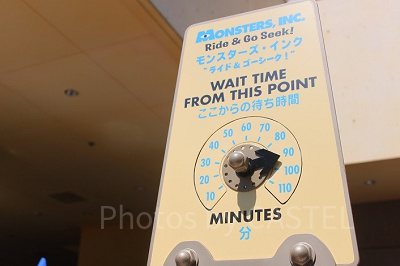 MONSTERS, INC.
Ride & Go Seek!
モンスターズ・インク
"ライド&ゴーシーク!"
WAIT TIME
FROM THIS POINT
ここからの待ち時間
10 20 30 40 50 60 70 80 90 100 110
MINUTES
分
Photos by CASTEL